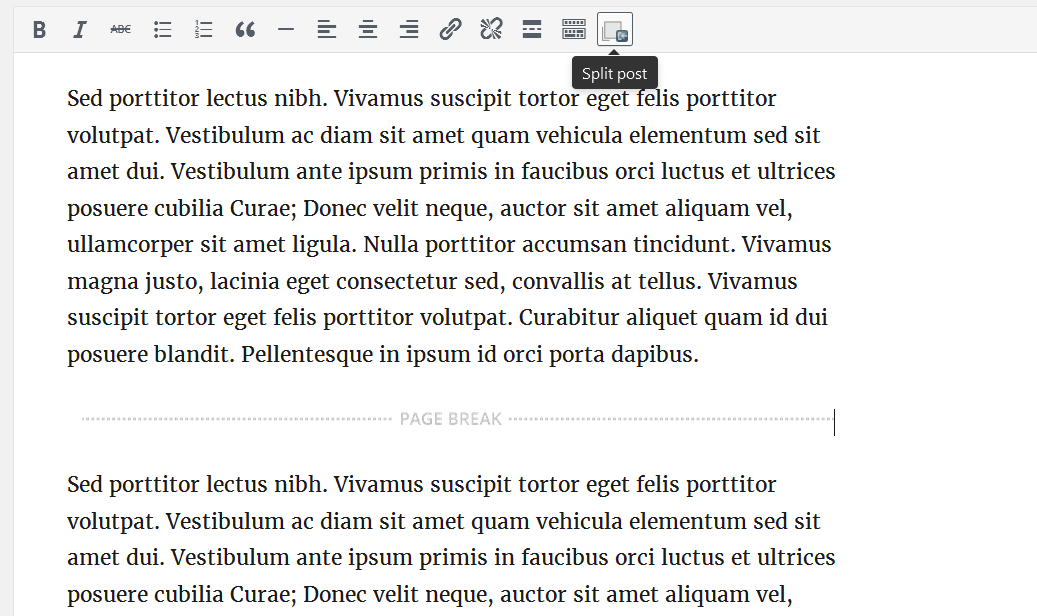 B I ABC
1
2
3
Split post
Sed porttitor lectus nibh. Vivamus suscipit tortor eget felis porttitor
volutpat. Vestibulum ac diam sit amet quam vehicula elementum sed sit
amet dui. Vestibulum ante ipsum primis in faucibus orci luctus et ultrices
posuere cubilia Curae; Donec velit neque, auctor sit amet aliquam vel,
ullamcorper sit amet ligula. Nulla porttitor accumsan tincidunt. Vivamus
magna justo, lacinia eget consectetur sed, convallis at tellus. Vivamus
suscipit tortor eget felis porttitor volutpat. Curabitur aliquet quam id dui
posuere blandit. Pellentesque in ipsum id orci porta dapibus.
PAGE BREAK
Sed porttitor lectus nibh. Vivamus suscipit tortor eget felis porttitor
volutpat. Vestibulum ac diam sit amet quam vehicula elementum sed sit
amet dui. Vestibulum ante ipsum primis in faucibus orci luctus et ultrices
posuere cubilia Curae; Donec velit neque, auctor sit amet aliquam vel,